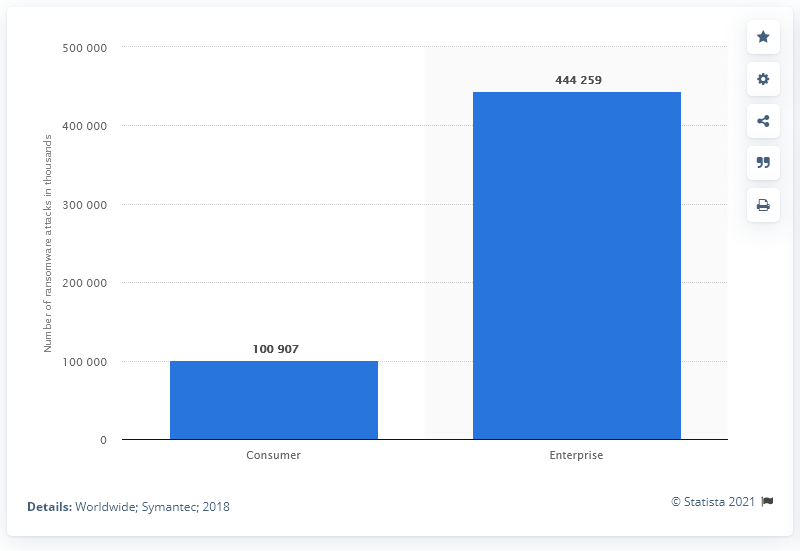 500 000
444 259
400 000
300 000
200 000
100 907
100 000
0
Number of ransomware attacks in thousands
Consumer
Enterprise
Details: Worldwide; Symantec; 2018
© Statista 2021